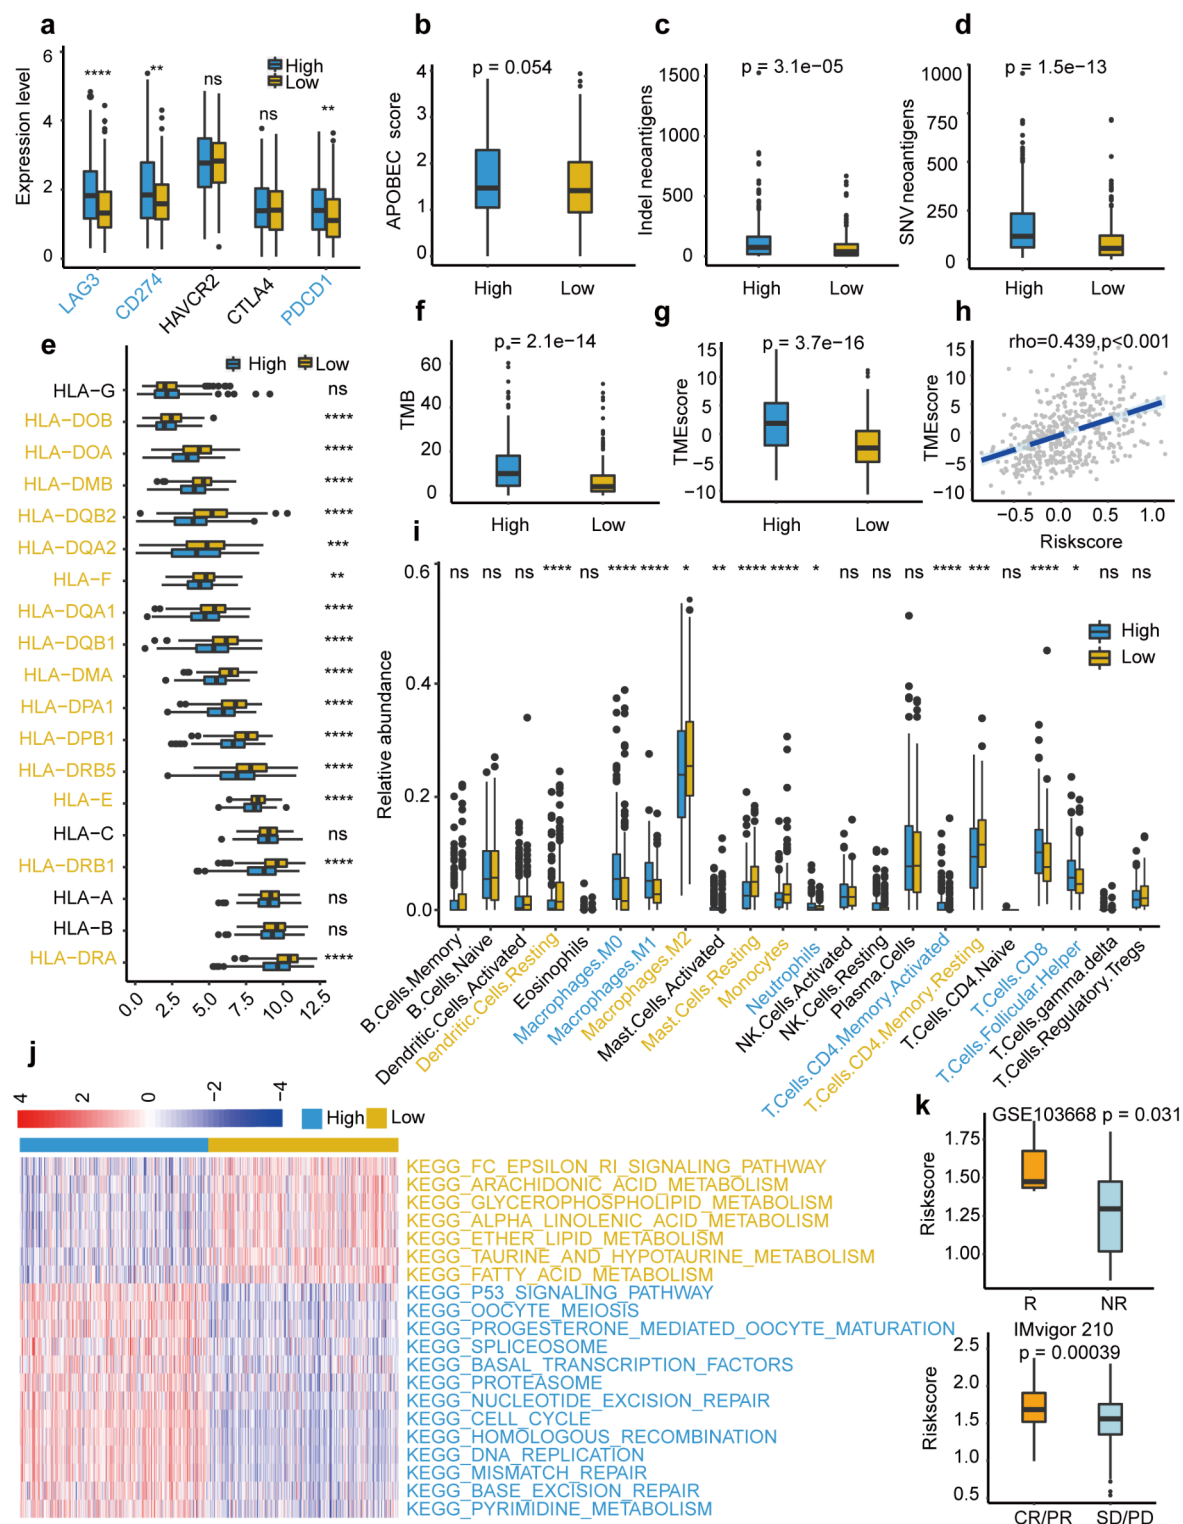 a
Expression level
6
4
2
0
****
**
ns
ns
**
High
Low
LAG3
CD274
HAVCR2
CTLA4
PDCD1
b
p = 0.054
APOBEC score
4
3
2
1
0
High
Low
c
p = 3.1e−05
Indel neoantigens
1500
1000
500
0
High
Low
d
p = 1.5e−13
SNV neoantigens
1000
750
500
250
0
High
Low
e
High
Low
HLA−G
ns
HLA−DOB
****
HLA−DOA
****
HLA−DMB
****
HLA−DQB2
****
HLA−DQA2
***
HLA−F
**
HLA−DQA1
****
HLA−DQB1
****
HLA−DMA
****
HLA−DPA1
****
HLA−DPB1
****
HLA−DRB5
****
HLA−E
****
HLA−C
ns
HLA−DRB1
****
HLA−A
ns
HLA−B
ns
HLA−DRA
****
0.0
2.5
5.0
7.5
10.0
12.5
f
p = 2.1e−14
TMB
60
40
20
0
High
Low
g
p = 3.7e−16
TMEscore
15
10
5
0
−5
−10
High
Low
h
rho=0.439,p<0.001
TMEscore
15
10
5
0
−5
−10
−0.5
0.0
0.5
1.0
Riskscore
i
Relative abundance
0.6
0.4
0.2
0.0
ns ns ns **** ns **** **** * ** **** **** * ns ns ns **** *** ns **** * ns ns
High
Low
B.Cells.Memory
B.Cells.Naive
Dendritic.Cells.Activated
Dendritic.Cells.Resting
Eosinophils
Macrophages.M0
Macrophages.M1
Macrophages.M2
Mast.Cells.Activated
Mast.Cells.Resting
Monocytes
Neutrophils
NK.Cells.Activated
NK.Cells.Resting
Plasma.Cells
T.Cells.CD4.Memory.Activated
T.Cells.CD4.Memory.Resting
T.Cells.CD4.Naive
T.Cells.CD8
T.Cells.Follicular.Helper
T.Cells.gamma.delta
T.Cells.Regulatory.Tregs
j
4
2
0
−2
−4
High
Low
KEGG_FC_EPSILON_RI_SIGNALING_PATHWAY
KEGG_ARACHIDONIC_ACID_METABOLISM
KEGG_GLYCEROPHOSPHOLIPID_METABOLISM
KEGG_ALPHA_LINOLENIC_ACID_METABOLISM
KEGG_ETHER_LIPID_METABOLISM
KEGG_TAURINE_AND_HYPOTAURINE_METABOLISM
KEGG_FATTY_ACID_METABOLISM
KEGG_P53_SIGNALING_PATHWAY
KEGG_OOCYTE_MEIOSIS
KEGG_PROGESTERONE_MEDIATED_OOCYTE_MATURATION
KEGG_SPLICEOSOME
KEGG_BASAL_TRANSCRIPTION_FACTORS
KEGG_PROTEASOME
KEGG_NUCLEOTIDE_EXCISION_REPAIR
KEGG_CELL_CYCLE
KEGG_HOMOLOGOUS_RECOMBINATION
KEGG_DNA_REPLICATION
KEGG_MISMATCH_REPAIR
KEGG_BASE_EXCISION_REPAIR
KEGG_PYRIMIDINE_METABOLISM
k
GSE103668 p = 0.031
Riskscore
1.75
1.50
1.25
1.00
R
NR
IMvigor 210
p = 0.00039
Riskscore
2.5
2.0
1.5
1.0
0.5
CR/PR
SD/PD